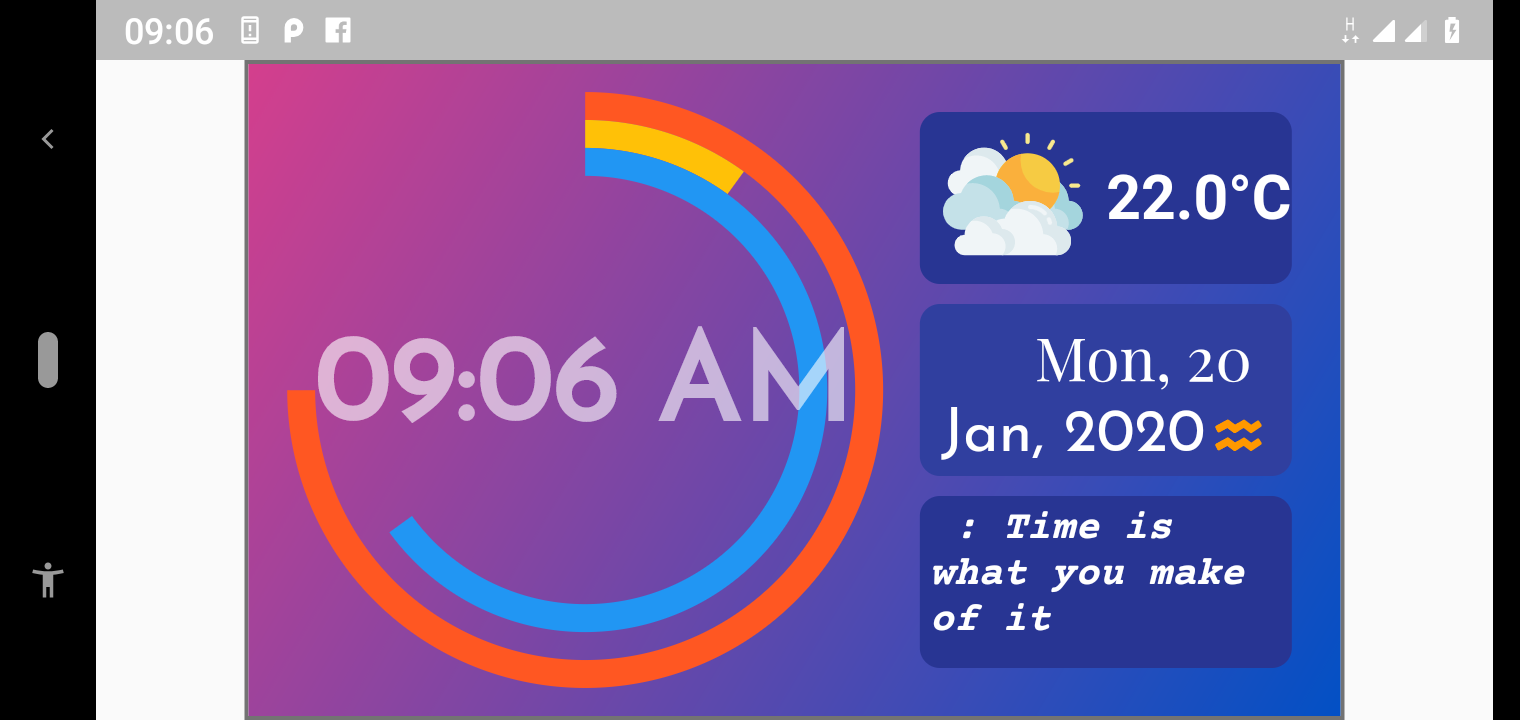 09:06
H
22.0°C
09:06 AM
Mon, 20
Jan, 2020
: Time is
what you make
of it